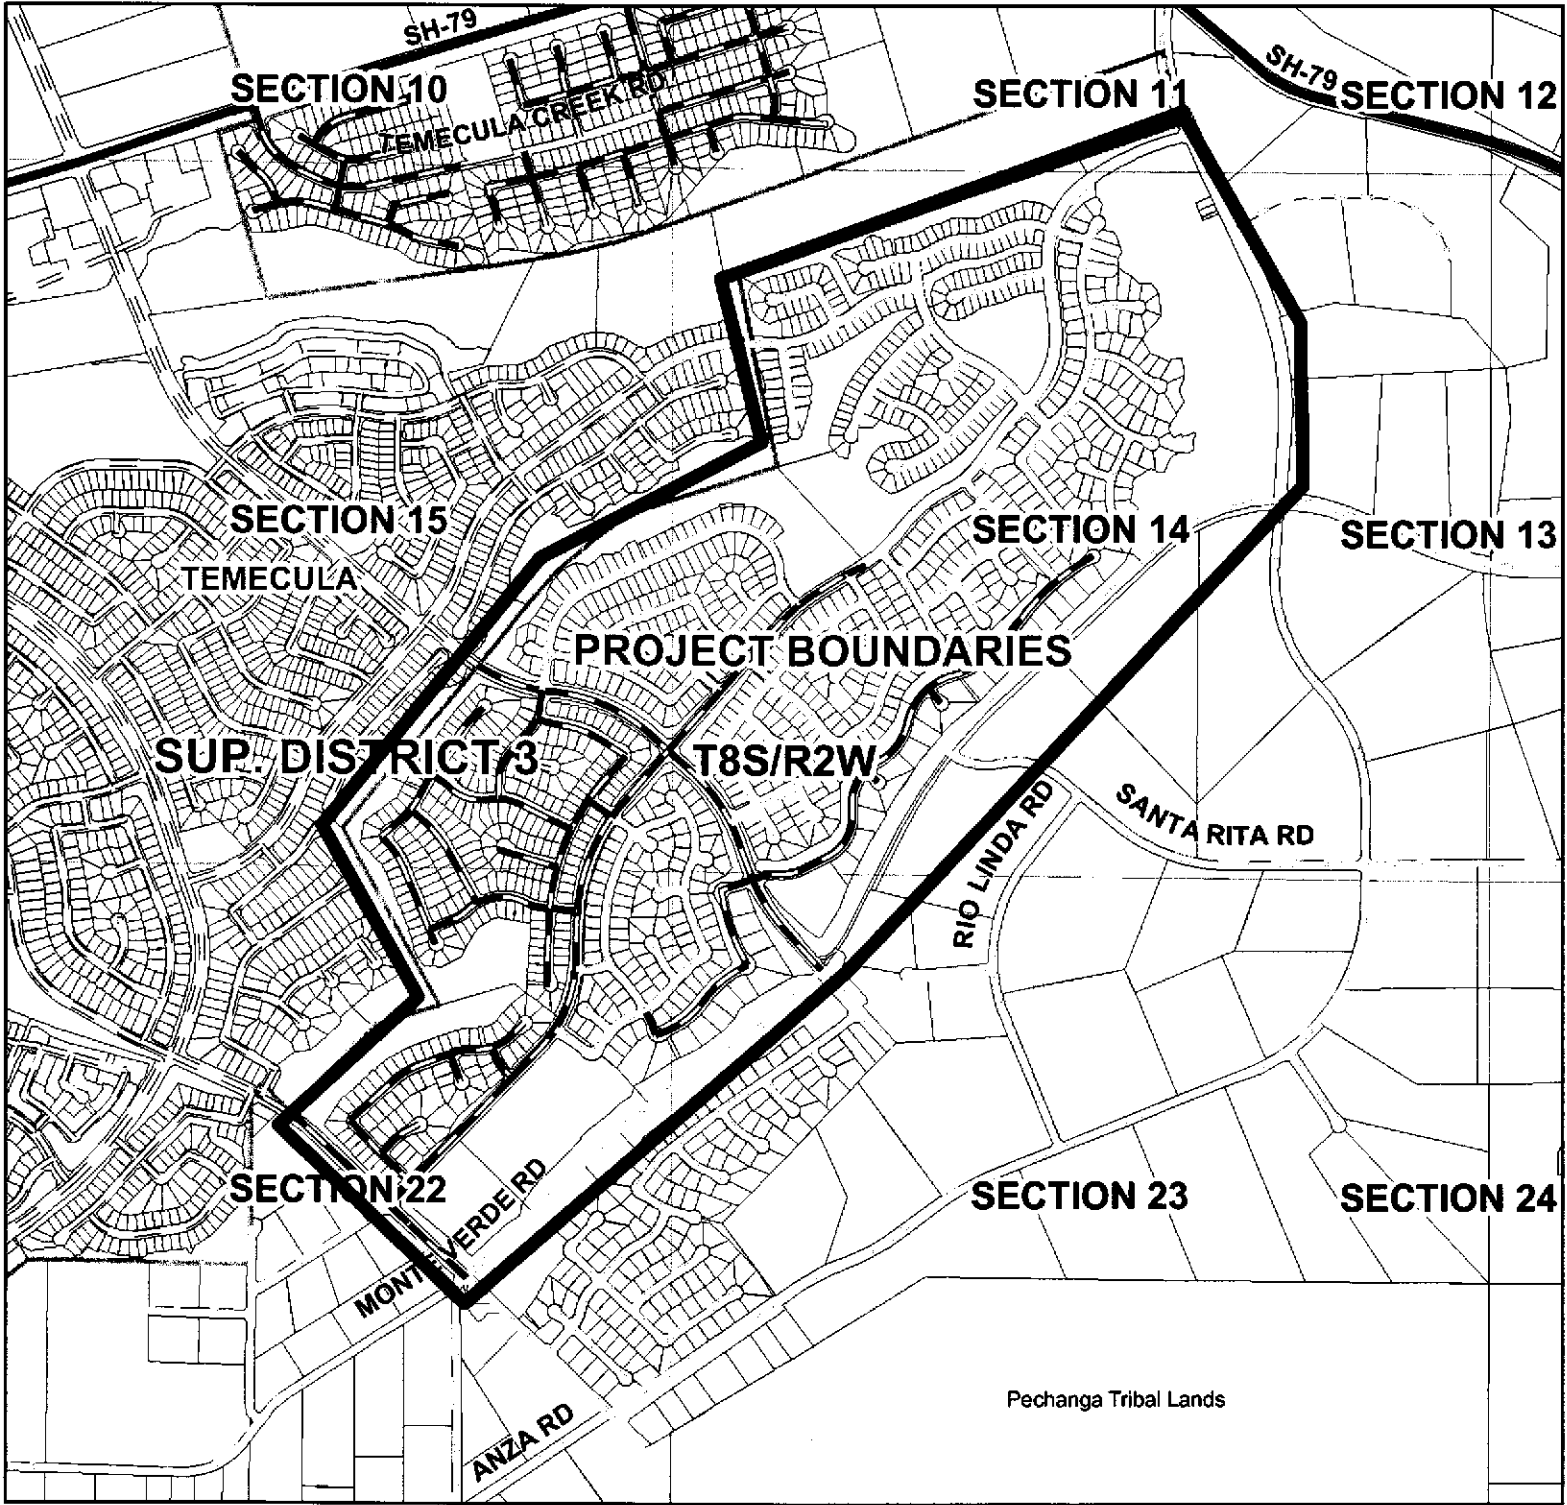 SH-79
SECTION 10
TEMECULA CREEK RD
SECTION 11
SH-79
SECTION 12
SECTION 15
TEMECULA
SECTION 14
SECTION 13
PROJECT BOUNDARIES
SUP. DISTRICT 3
T8S/R2W
RIO LINDA RD
SANTA RITA RD
SECTION 22
MONTE VERDE RD
SECTION 23
SECTION 24
Pechanga Tribal Lands
ANZA RD